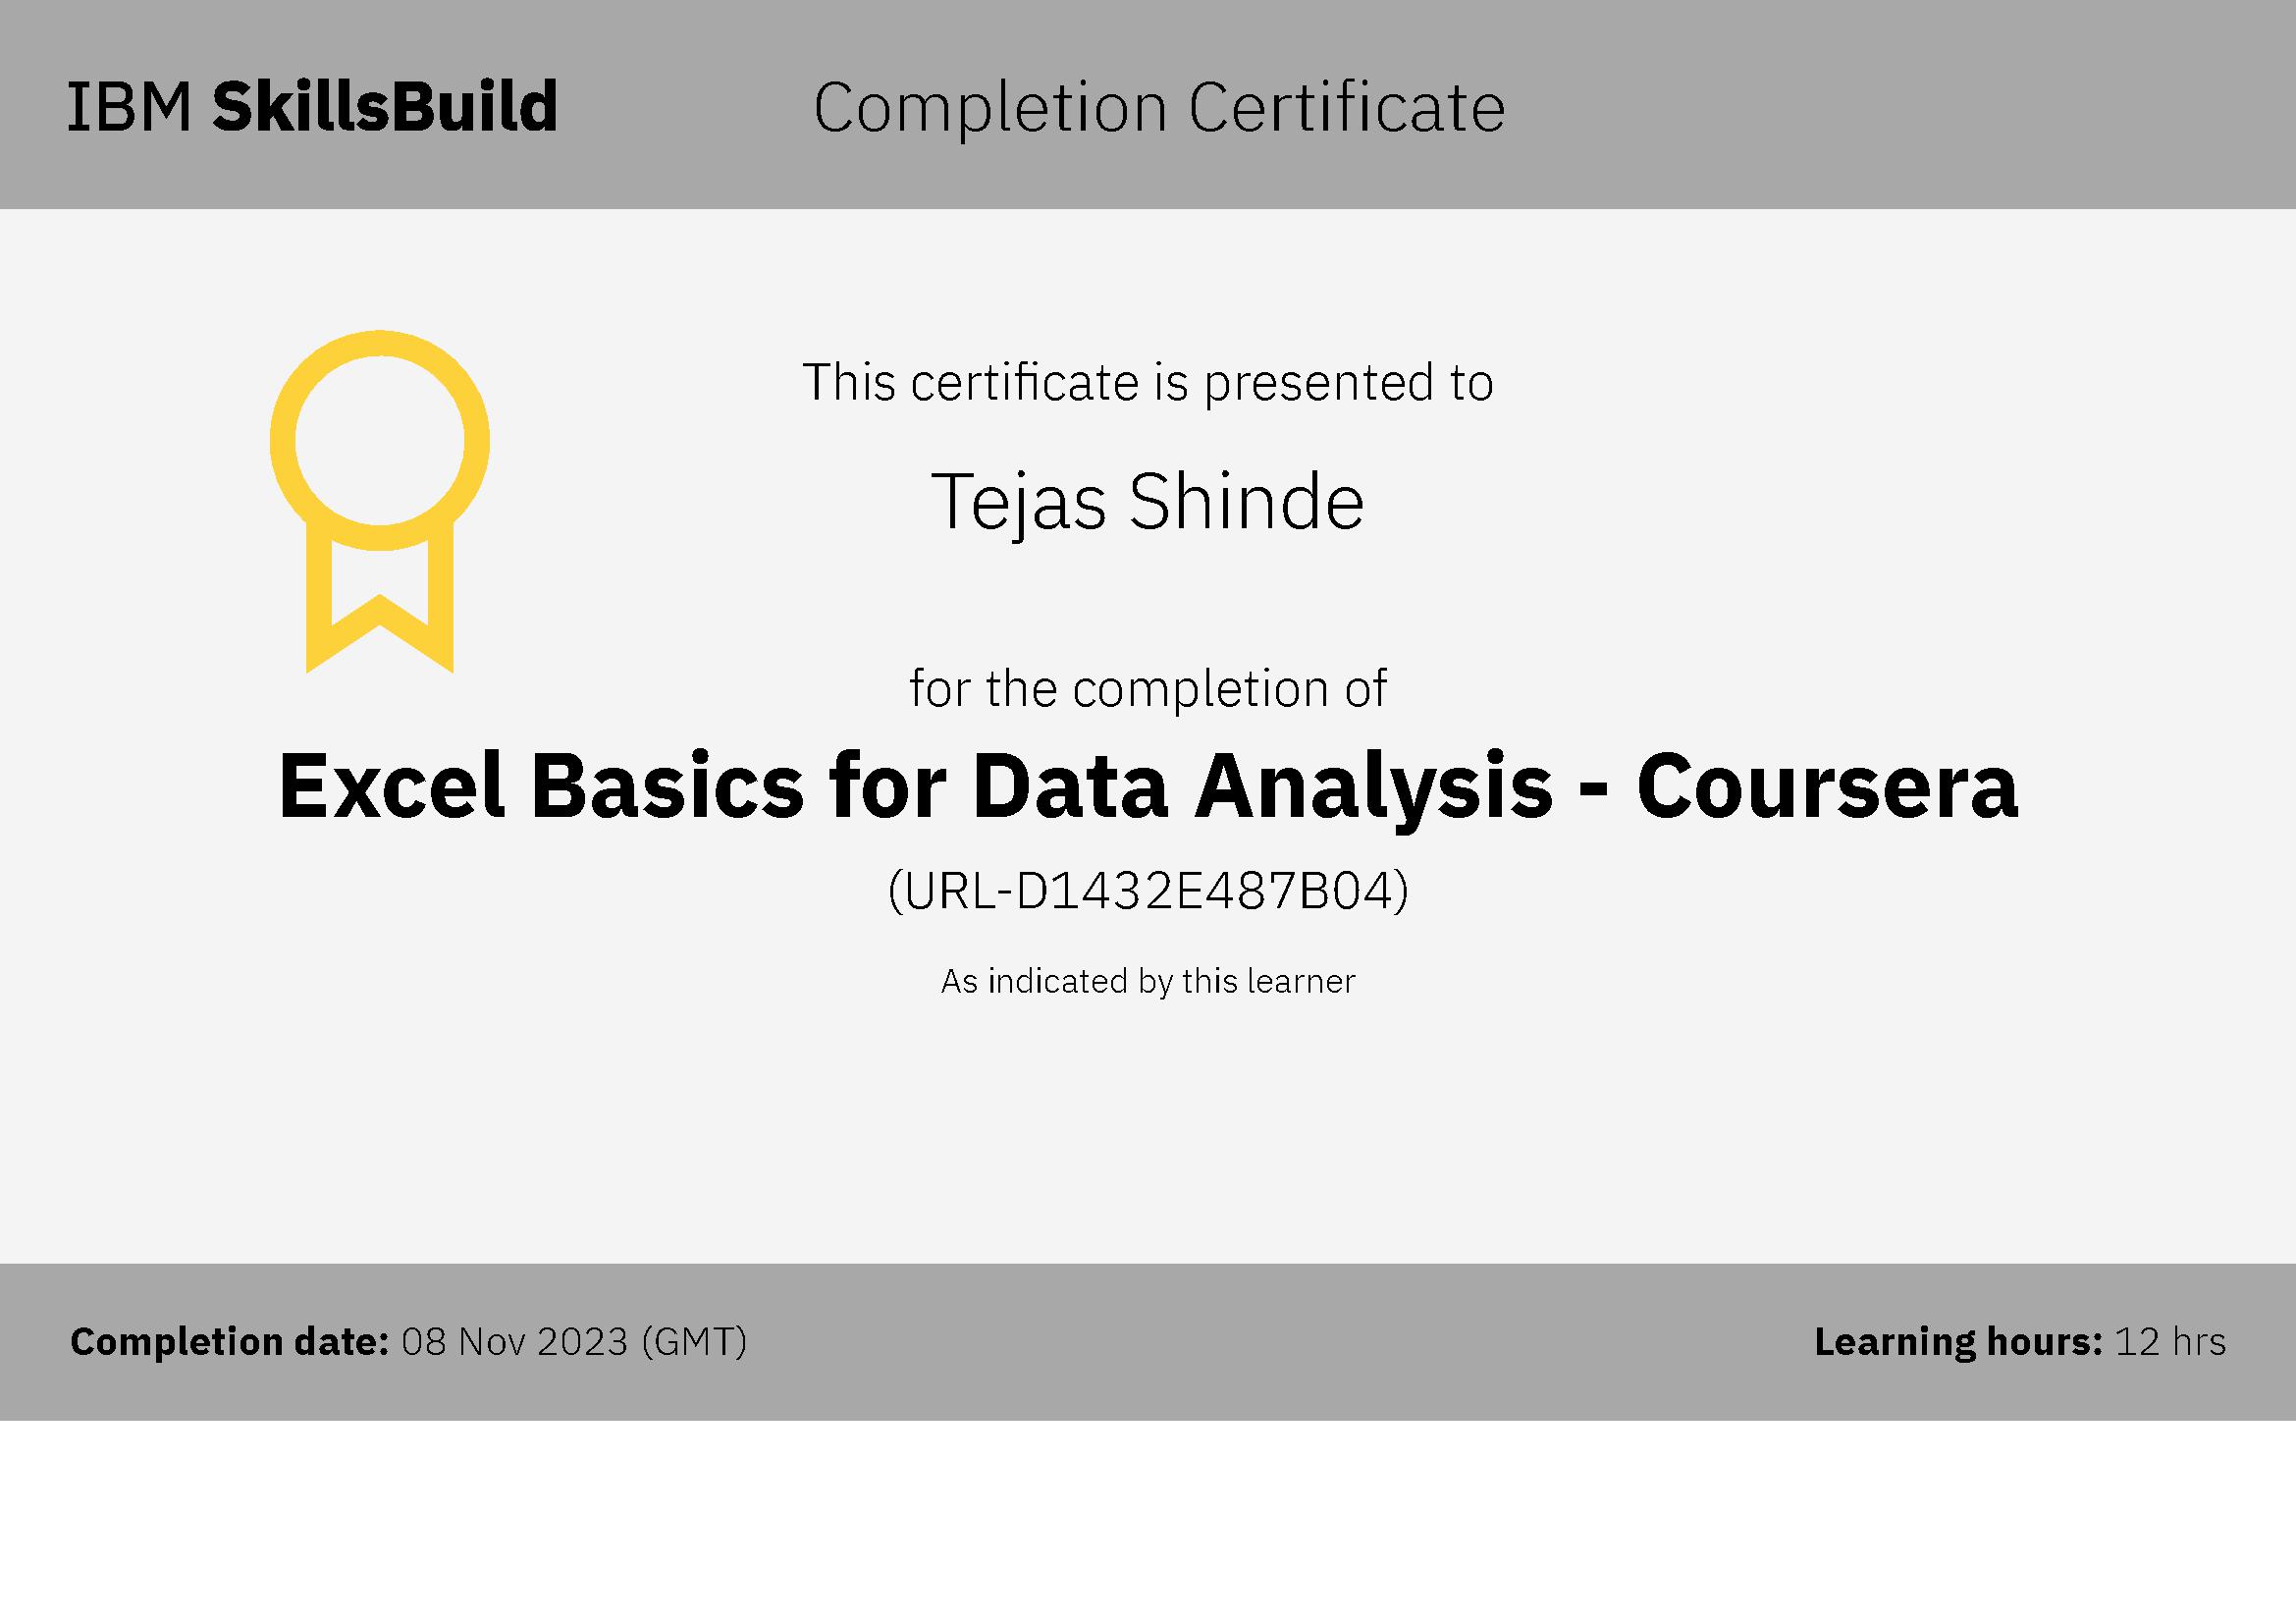 IBM SkillsBuild
Completion Certificate
This certificate is presented to
Tejas Shinde
for the completion of
Excel Basics for Data Analysis - Coursera
(URL-D1432E487B04)
As indicated by this learner
Completion date: 08 Nov 2023 (GMT)
Learning hours: 12 hrs